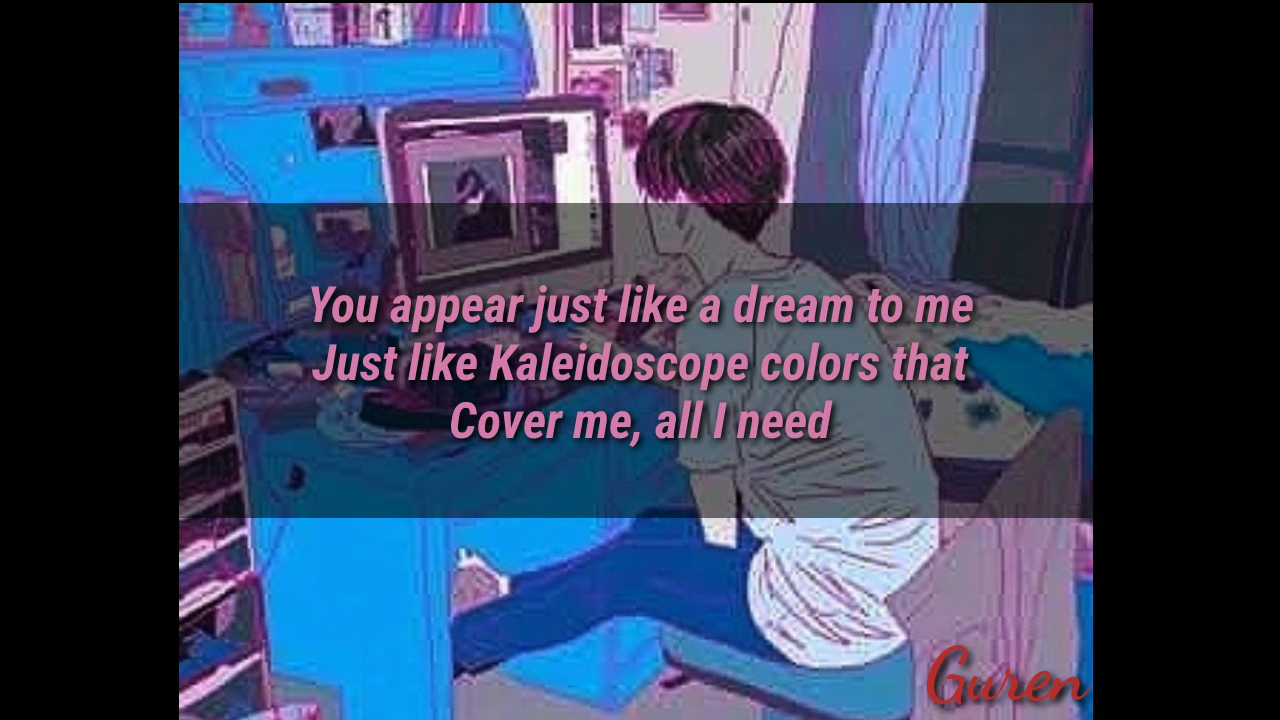 You appear just like a dream to me
Just like Kaleidoscope colors that
Cover me, all I need
Guren